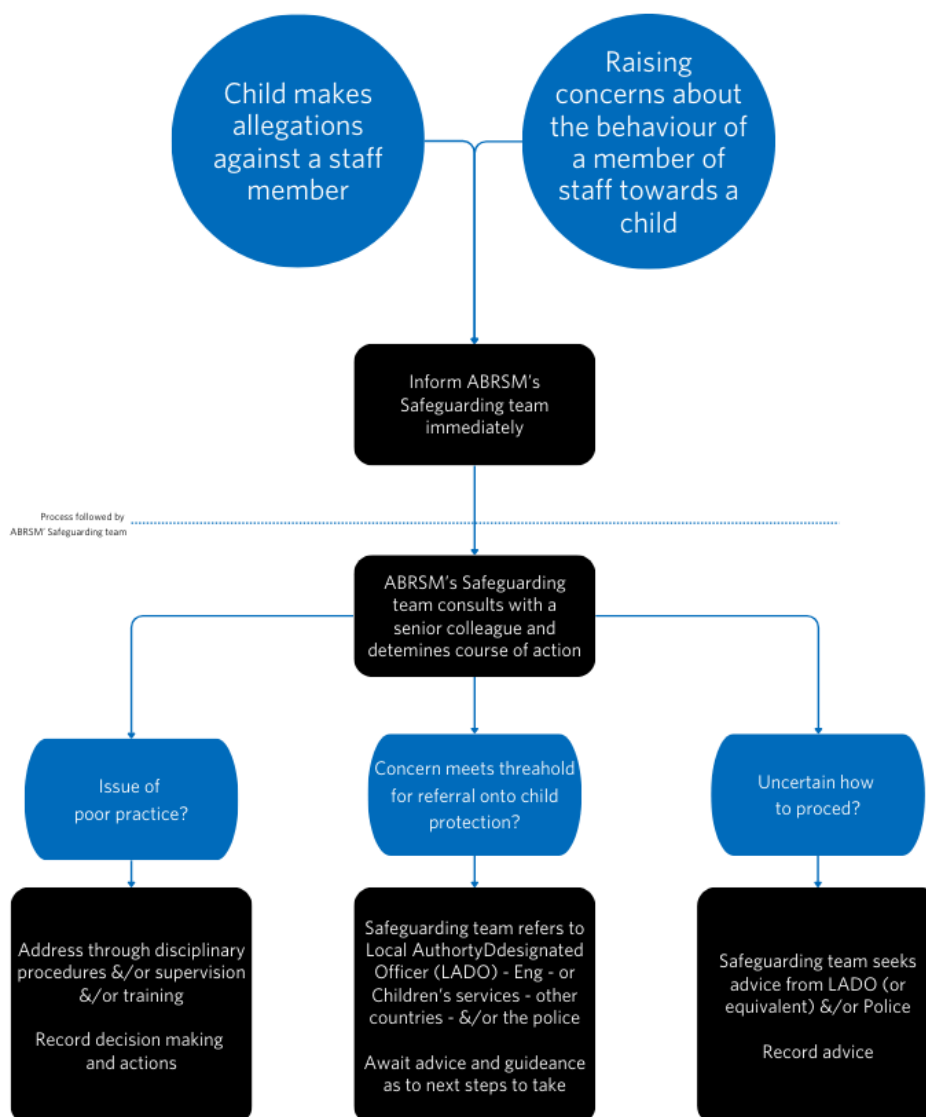 Child makes
allegations
against a staff
member
Raising
concerns about
the behaviour of
a member of
staff towards a
child
Inform ABRSM's
Safeguarding team
immediately
Process followed by
ABRSM' Safeguarding team
ABRSM's Safeguarding
team consults with a
senior colleague and
detemines course of action
Issue of
poor practice?
Concern meets threahold
for referral onto child
protection?
Uncertain how
to proced?
Address through disciplinary
procedures &/or supervision
&/or training
Record decision making
and actions
Safeguarding team refers to
Local AuthortyDdesignated
Officer (LADO) - Eng - or
Children's services - other
countries - &/or the police
Await advice and guideance
as to next steps to take
Safeguarding team seeks
advice from LADO (or
equivalent) &/or Police
Record advice